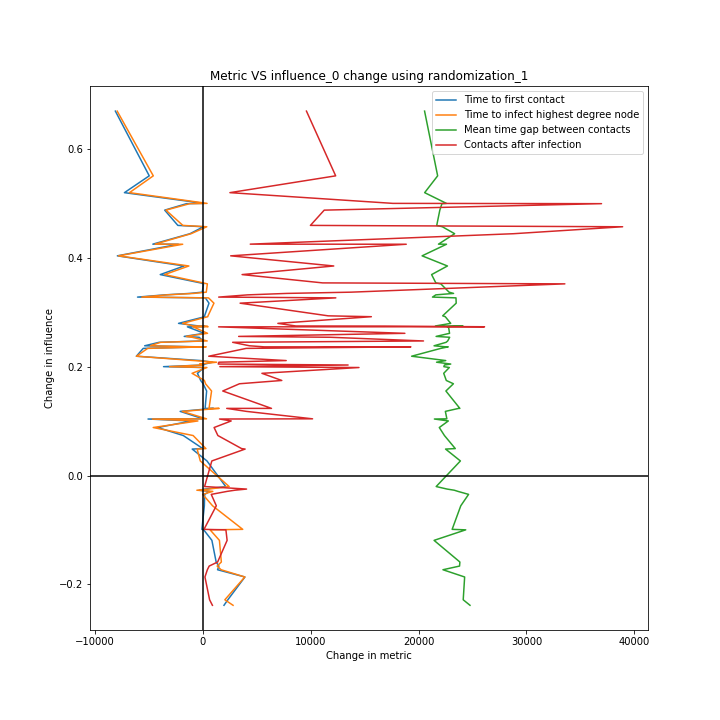 Metric VS influence_0 change using randomization_1
Time to first contact
Time to infect highest degree node
Mean time gap between contacts
Contacts after infection
0.6
0.4
0.2
0.0
−0.2
Change in influence
−10000
0
10000
20000
30000
40000
Change in metric